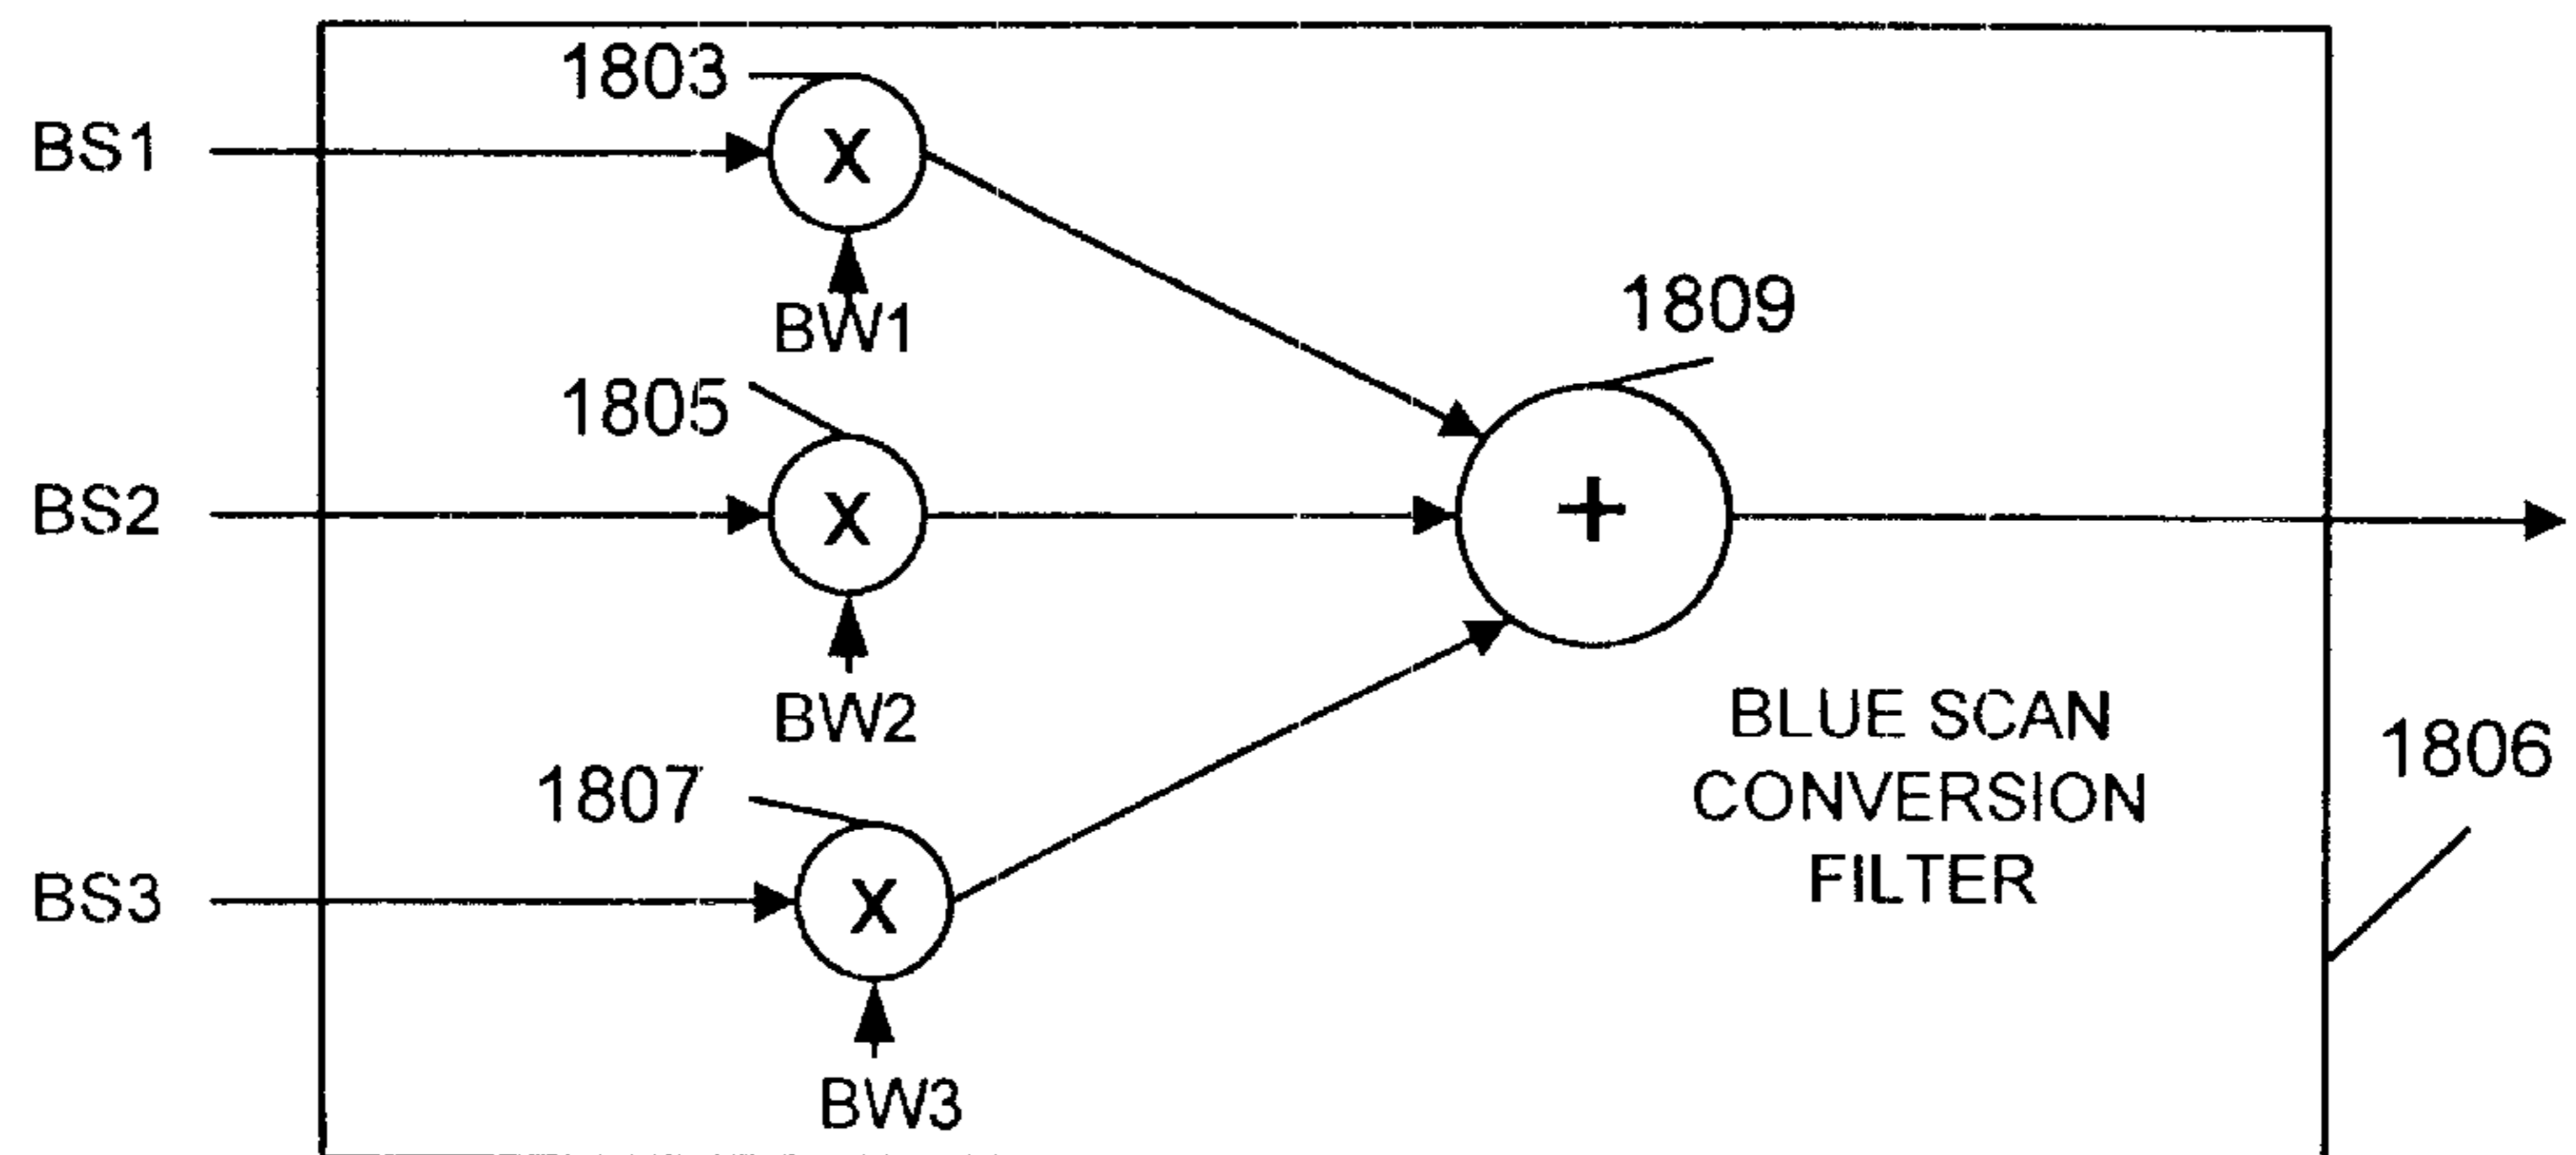 1803
BS1
X
BW1
1809
1805
BS2
X
+
BW2
BLUE SCAN
CONVERSION
FILTER
1806
1807
BS3
X
BW3